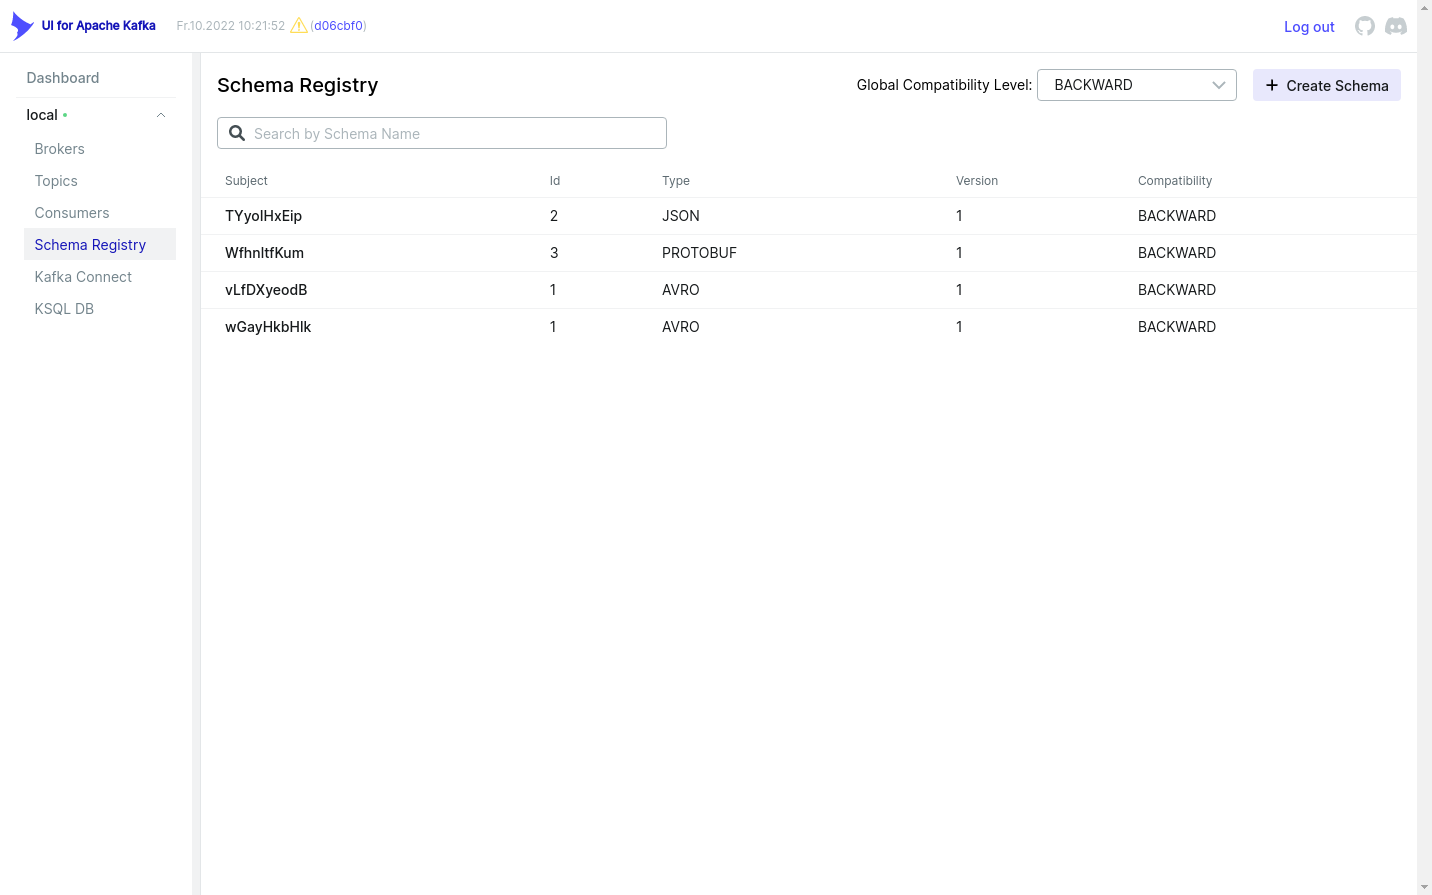 UI for Apache Kafka Fr.10.2022 10:21:52 (d06cbf0) Log out
Dashboard
local
Brokers
Topics
Consumers
Schema Registry
Kafka Connect
KSQL DB
Schema Registry Global Compatibility Level: BACKWARD Create Schema
Search by Schema Name
Subject Id Type Version Compatibility
TYyolHxEip 2 JSON 1 BACKWARD
WfhnItfKum 3 PROTOBUF 1 BACKWARD
vLfDXyeodB 1 AVRO 1 BACKWARD
wGayHkbHlk 1 AVRO 1 BACKWARD